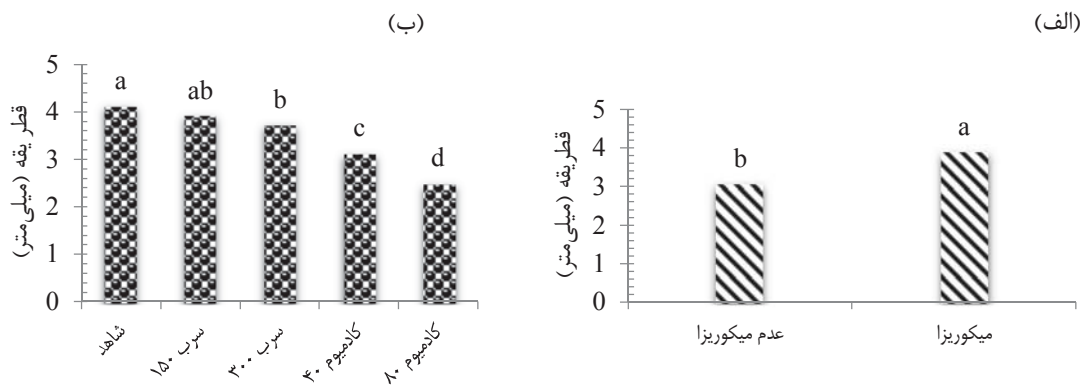 (الف)
قطر یقه (میلی‌متر)
5
4
3
2
1
0
b
a
عدم میکوریزا
میکوریزا
(ب)
قطر یقه (میلی‌متر)
5
4
3
2
1
0
a
ab
b
c
d
شاهد
سرب ۱۵۰
سرب ۳۰۰
کادمیوم ۴۰
کادمیوم ۸۰